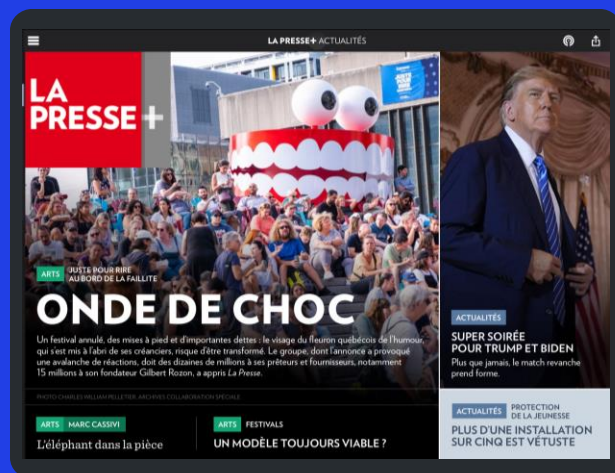 LA PRESSE+ ACTUALITÉS
LA
PRESSE+
ARTS JUSTE POUR RIRE
AU BORD DE LA FAILLITE
ONDE DE CHOC
Un festival annulé, des mises à pied et d'importantes dettes : le visage du fleuron québécois de l'humour,
qui s'est mis à l'abri de ses créanciers, risque d'être transformé. Le groupe, dont l'annonce a provoqué
une avalanche de réactions, doit des dizaines de millions à ses prêteurs et fournisseurs, notamment
15 millions à son fondateur Gilbert Rozon, a appris La Presse.
PHOTO CHARLES WILLIAM PELLETIER, ARCHIVES COLLABORATION SPÉCIALE
ARTS MARC CASSIVI
L'éléphant dans la pièce
ARTS FESTIVALS
UN MODÈLE TOUJOURS VIABLE ?
ACTUALITÉS
SUPER SOIRÉE
POUR TRUMP ET BIDEN
Plus que jamais, le match revanche
prend forme.
ACTUALITÉS PROTECTION
DE LA JEUNESSE
PLUS D'UNE INSTALLATION
SUR CINQ EST VÉTUSTE